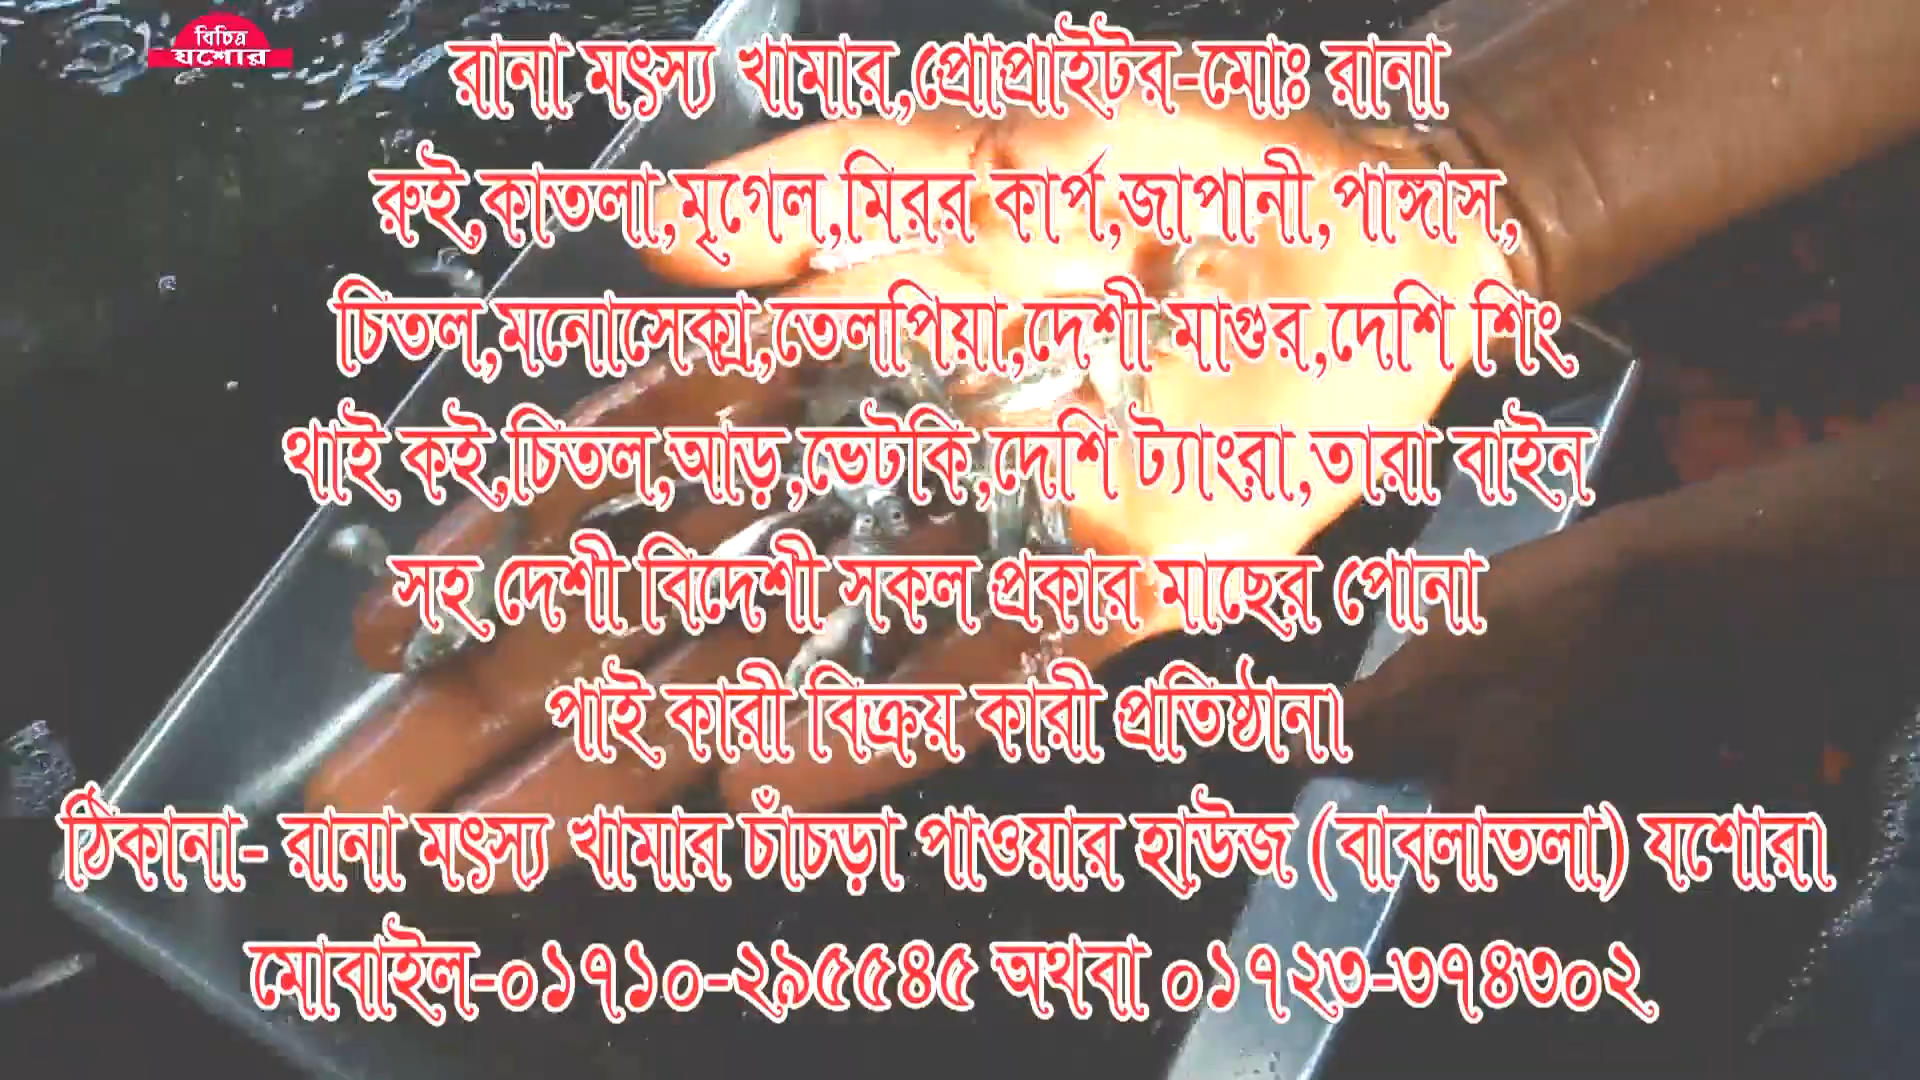 বিচিত্র
যশোর
রানা মৎস্য খামার,প্রোপ্রাইটর-মোঃ রানা
রুই,কাতলা,মৃগেল,মিরর কার্প,জাপানী,পাঙ্গাস,
চিতল,মনোসেক্স,তেলপিয়া,দেশী মাগুর,দেশি শিং
থাই কই,চিতল,আড়,ভেটকি,দেশি ট্যাংরা,তারা বাইন
সহ দেশী বিদেশী সকল প্রকার মাছের পোনা
পাই কারী বিক্রয় কারী প্রতিষ্ঠান।
ঠিকানা- রানা মৎস্য খামার চাঁচড়া পাওয়ার হাউজ (বাবলাতলা) যশোর।
মোবাইল-০১৭১০-২৯৫৫৪৫ অথবা ০১৭২৩-৩৭৪৩০২